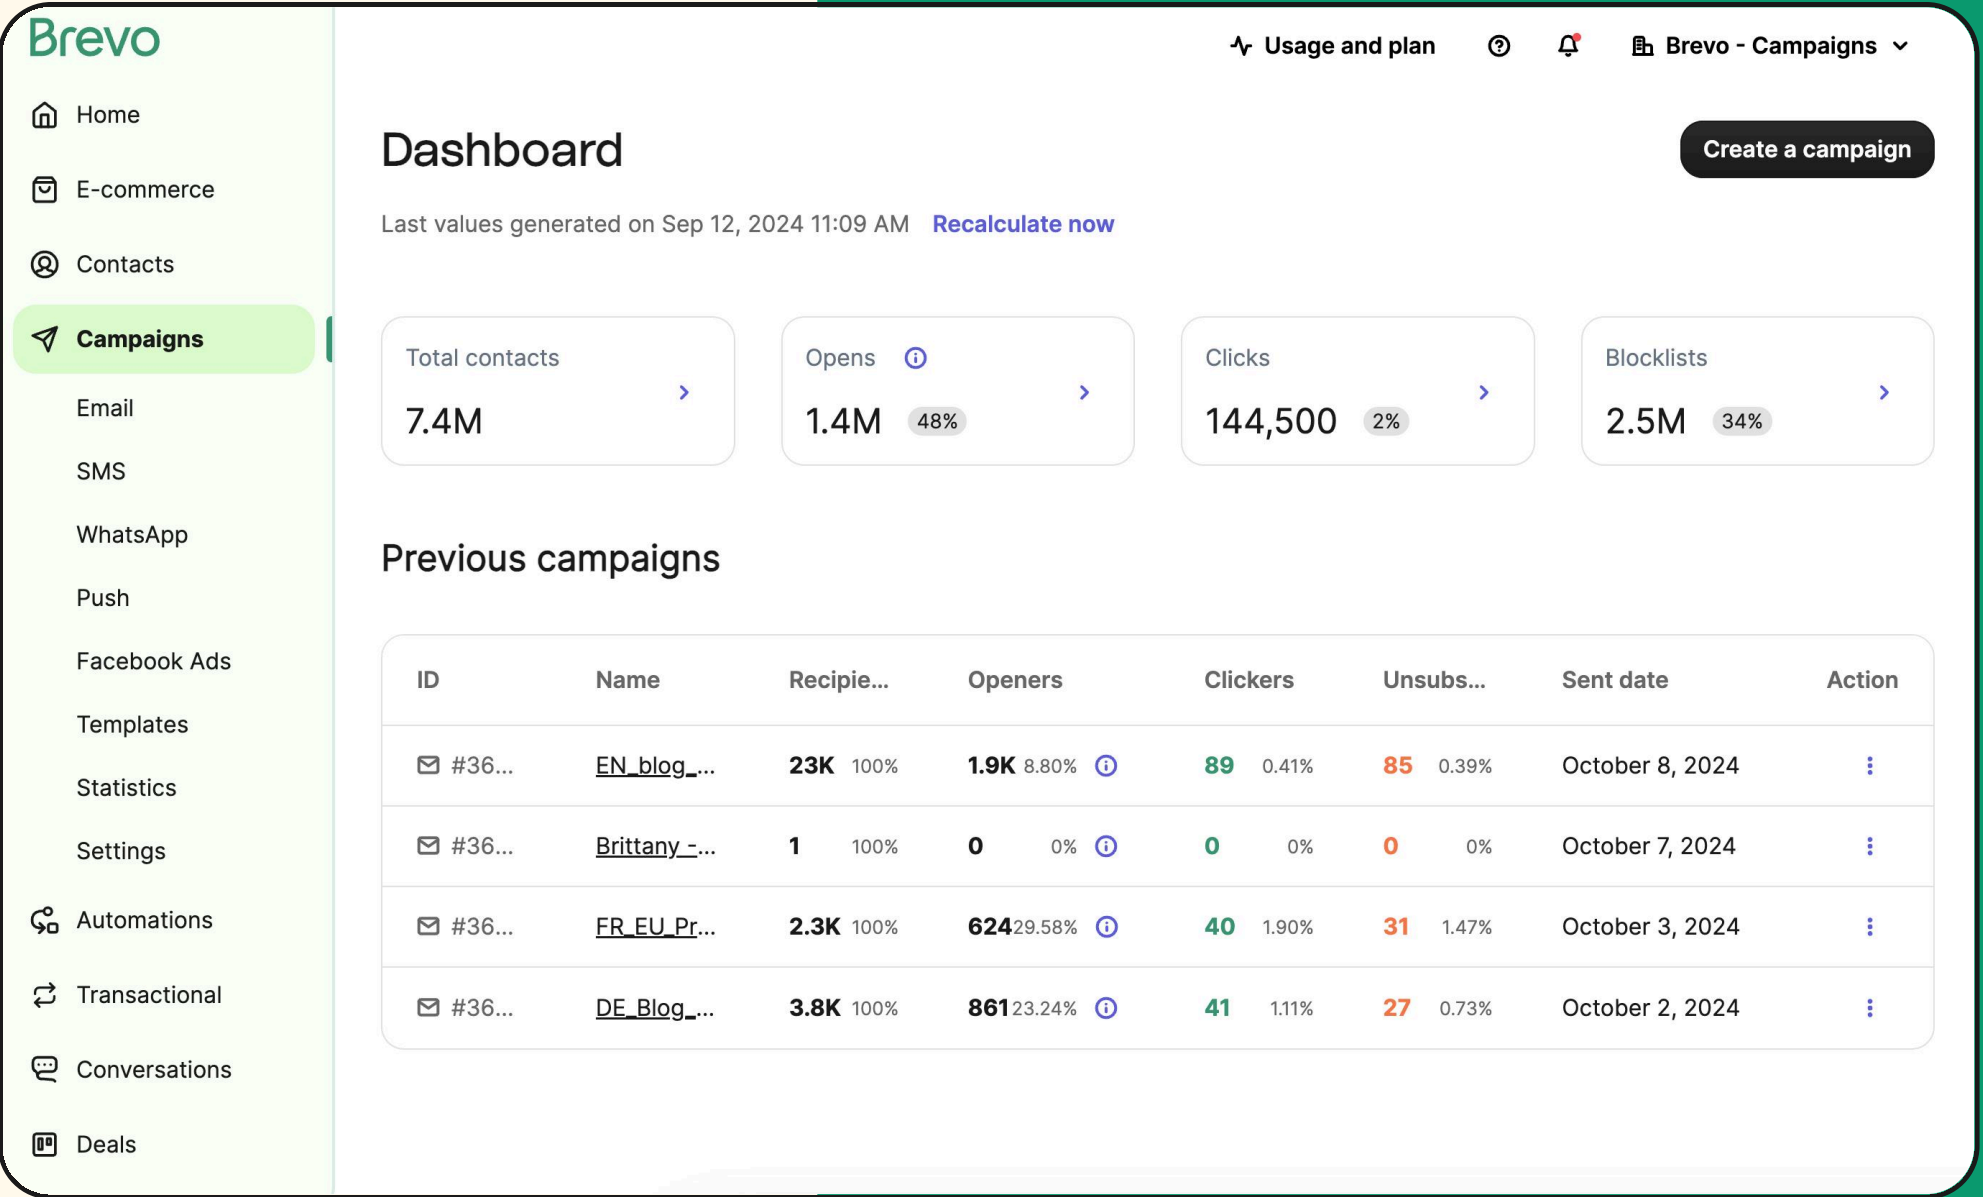 Brevo
Usage and plan
Brevo - Campaigns
Home
E-commerce
Contacts
Campaigns
Email
SMS
WhatsApp
Push
Facebook Ads
Templates
Statistics
Settings
Automations
Transactional
Conversations
Deals
Dashboard
Create a campaign
Last values generated on Sep 12, 2024 11:09 AM Recalculate now
Total contacts
7.4M
Opens
1.4M 48%
Clicks
144,500 2%
Blocklists
2.5M 34%
Previous campaigns
ID Name Recipie... Openers Clickers Unsubs... Sent date Action
#36... EN_blog_... 23K 100% 1.9K 8.80% 89 0.41% 85 0.39% October 8, 2024
#36... Brittany -... 1 100% 0 0% 0 0% 0 0% October 7, 2024
#36... FR_EU_Pr... 2.3K 100% 624 29.58% 40 1.90% 31 1.47% October 3, 2024
#36... DE_Blog_... 3.8K 100% 861 23.24% 41 1.11% 27 0.73% October 2, 2024